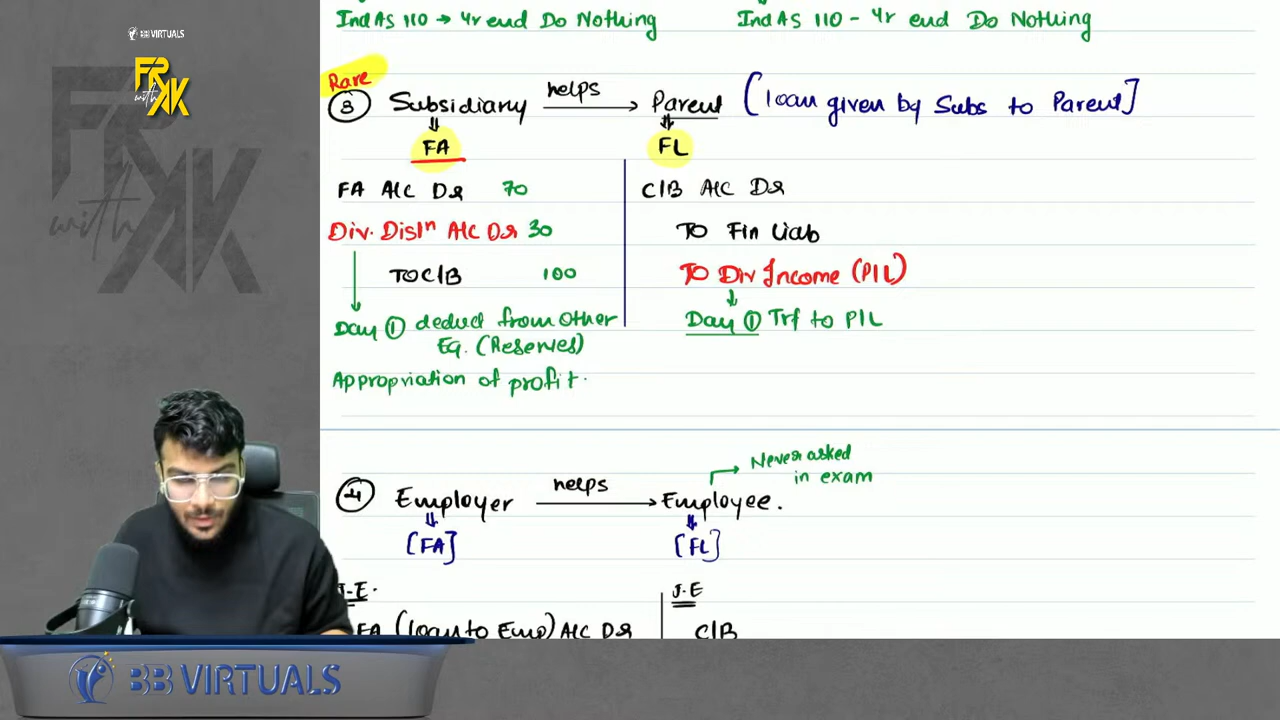 Ind As 110 → Yr end Do Nothing
Ind AS 110 - Yr end Do Nothing
BB VIRTUALS
FR with AK
Rare
③ Subsidiary helps → Parent [loan given by Subs to Parent]
FA
FL
FA A/C Dr 70
Div. Distn A/C Dr 30
TO C/B 100
Day ① deduct from Other
Eq. (Reserves)
Appropriation of profit.
C/B A/C Dr
TO Fin Liab
TO Div Income (P/L)
Day ① Trf to P/L
④ Employer helps → Employee.
Never asked
in exam
[FA]
[FL]
J.E.
FA (loan to Emp) A/C Dr
J.E
C/B
BB VIRTUALS